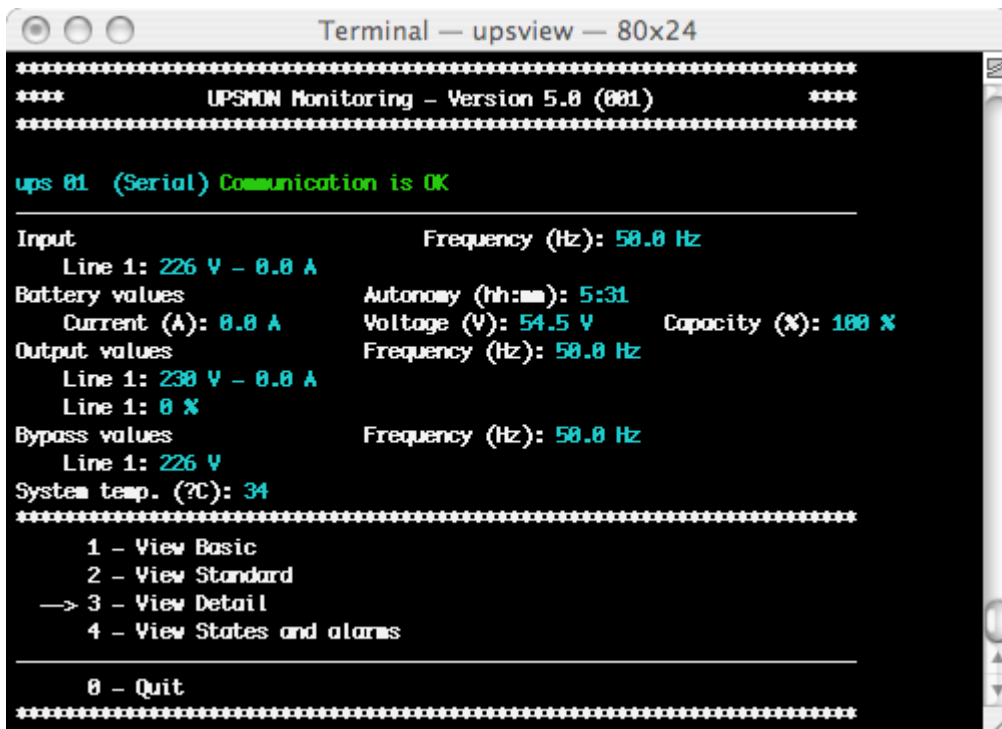 Terminal — upsview — 80x24
**********************************************************************
**** UPSMON Monitoring - Version 5.0 (001) ****
**********************************************************************
ups 01 (Serial) Communication is OK
Input Frequency (Hz): 50.0 Hz
Line 1: 226 V - 0.0 A
Battery values Autonomy (hh:mm): 5:31
Current (A): 0.0 A Voltage (V): 54.5 V Capacity (%): 100 %
Output values Frequency (Hz): 50.0 Hz
Line 1: 230 V - 0.0 A
Line 1: 0 %
Bypass values Frequency (Hz): 50.0 Hz
Line 1: 226 V
System temp. (?C): 34
**********************************************************************
1 - View Basic
2 - View Standard
—> 3 - View Detail
4 - View States and alarms
0 - Quit
**********************************************************************